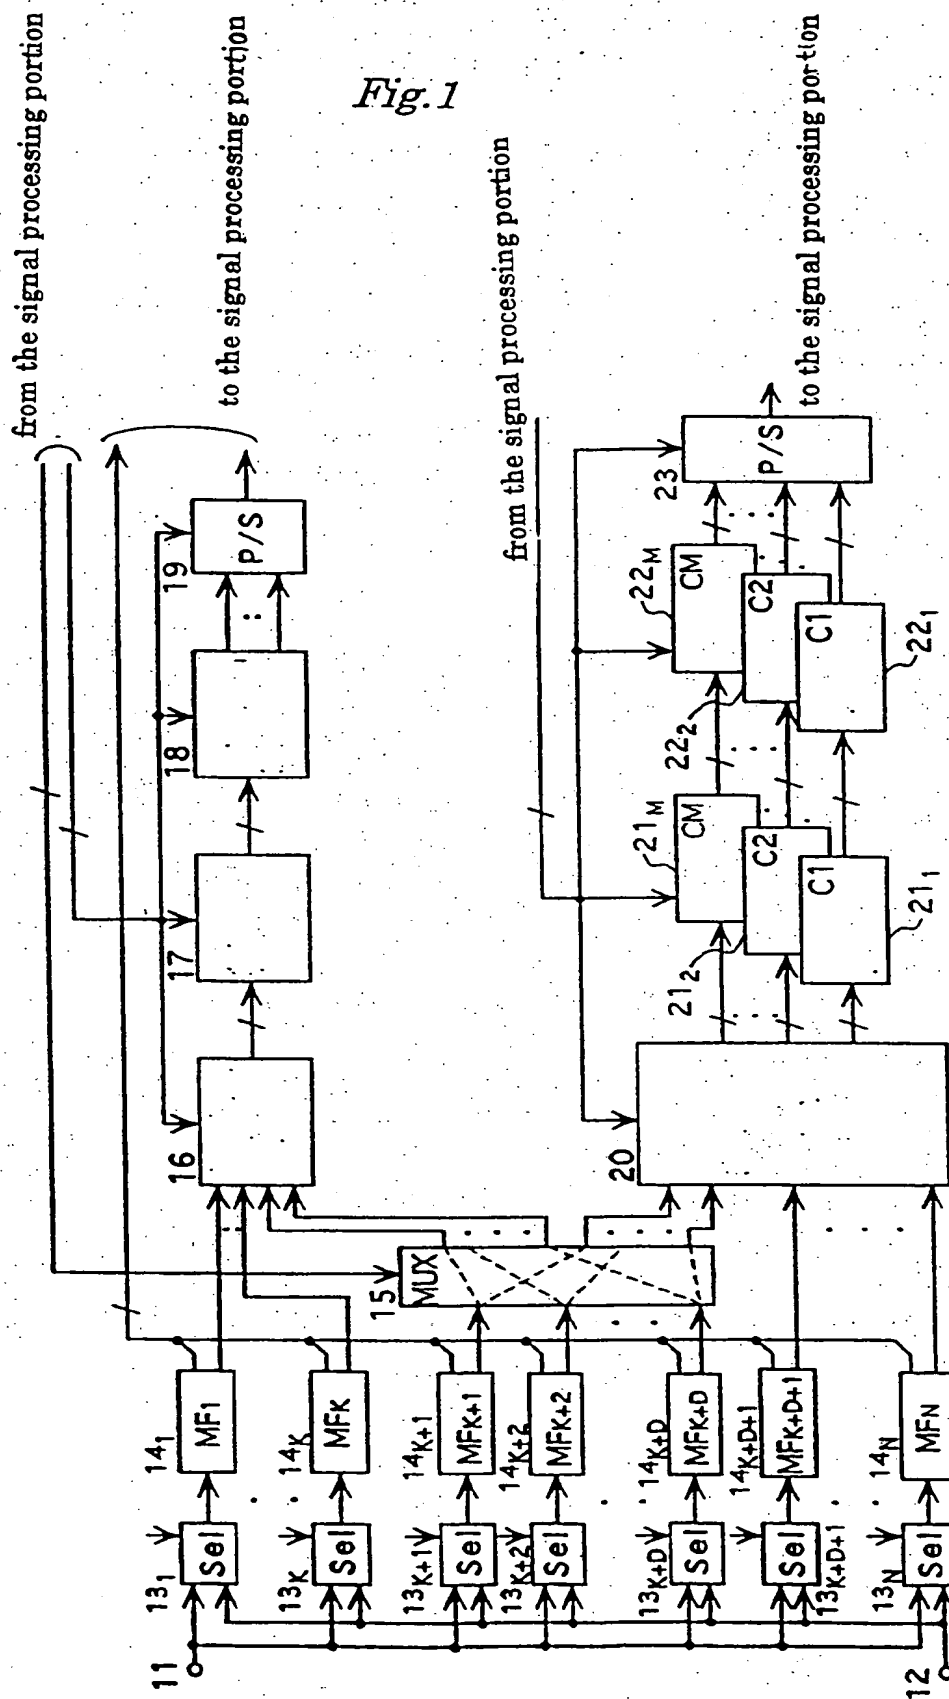 Fig.1
from the signal processing portion
to the signal processing portion
from the signal processing portion
to the signal processing portion
11
12
13₁
Sel
14₁
MF₁
13K
Sel
14K
MFK
13K+1
Sel
14K+1
MFK+1
13K+2
Sel
14K+2
MFK+2
13K+D
Sel
14K+D
MFK+D
13K+D+1
Sel
14K+D+1
MFK+D+1
13N
Sel
14N
MFN
15
MUX
16
17
18
19
P/S
20
21M
CM
21₂
C2
21₁
C1
22M
CM
22₂
C2
22₁
C1
23
P/S